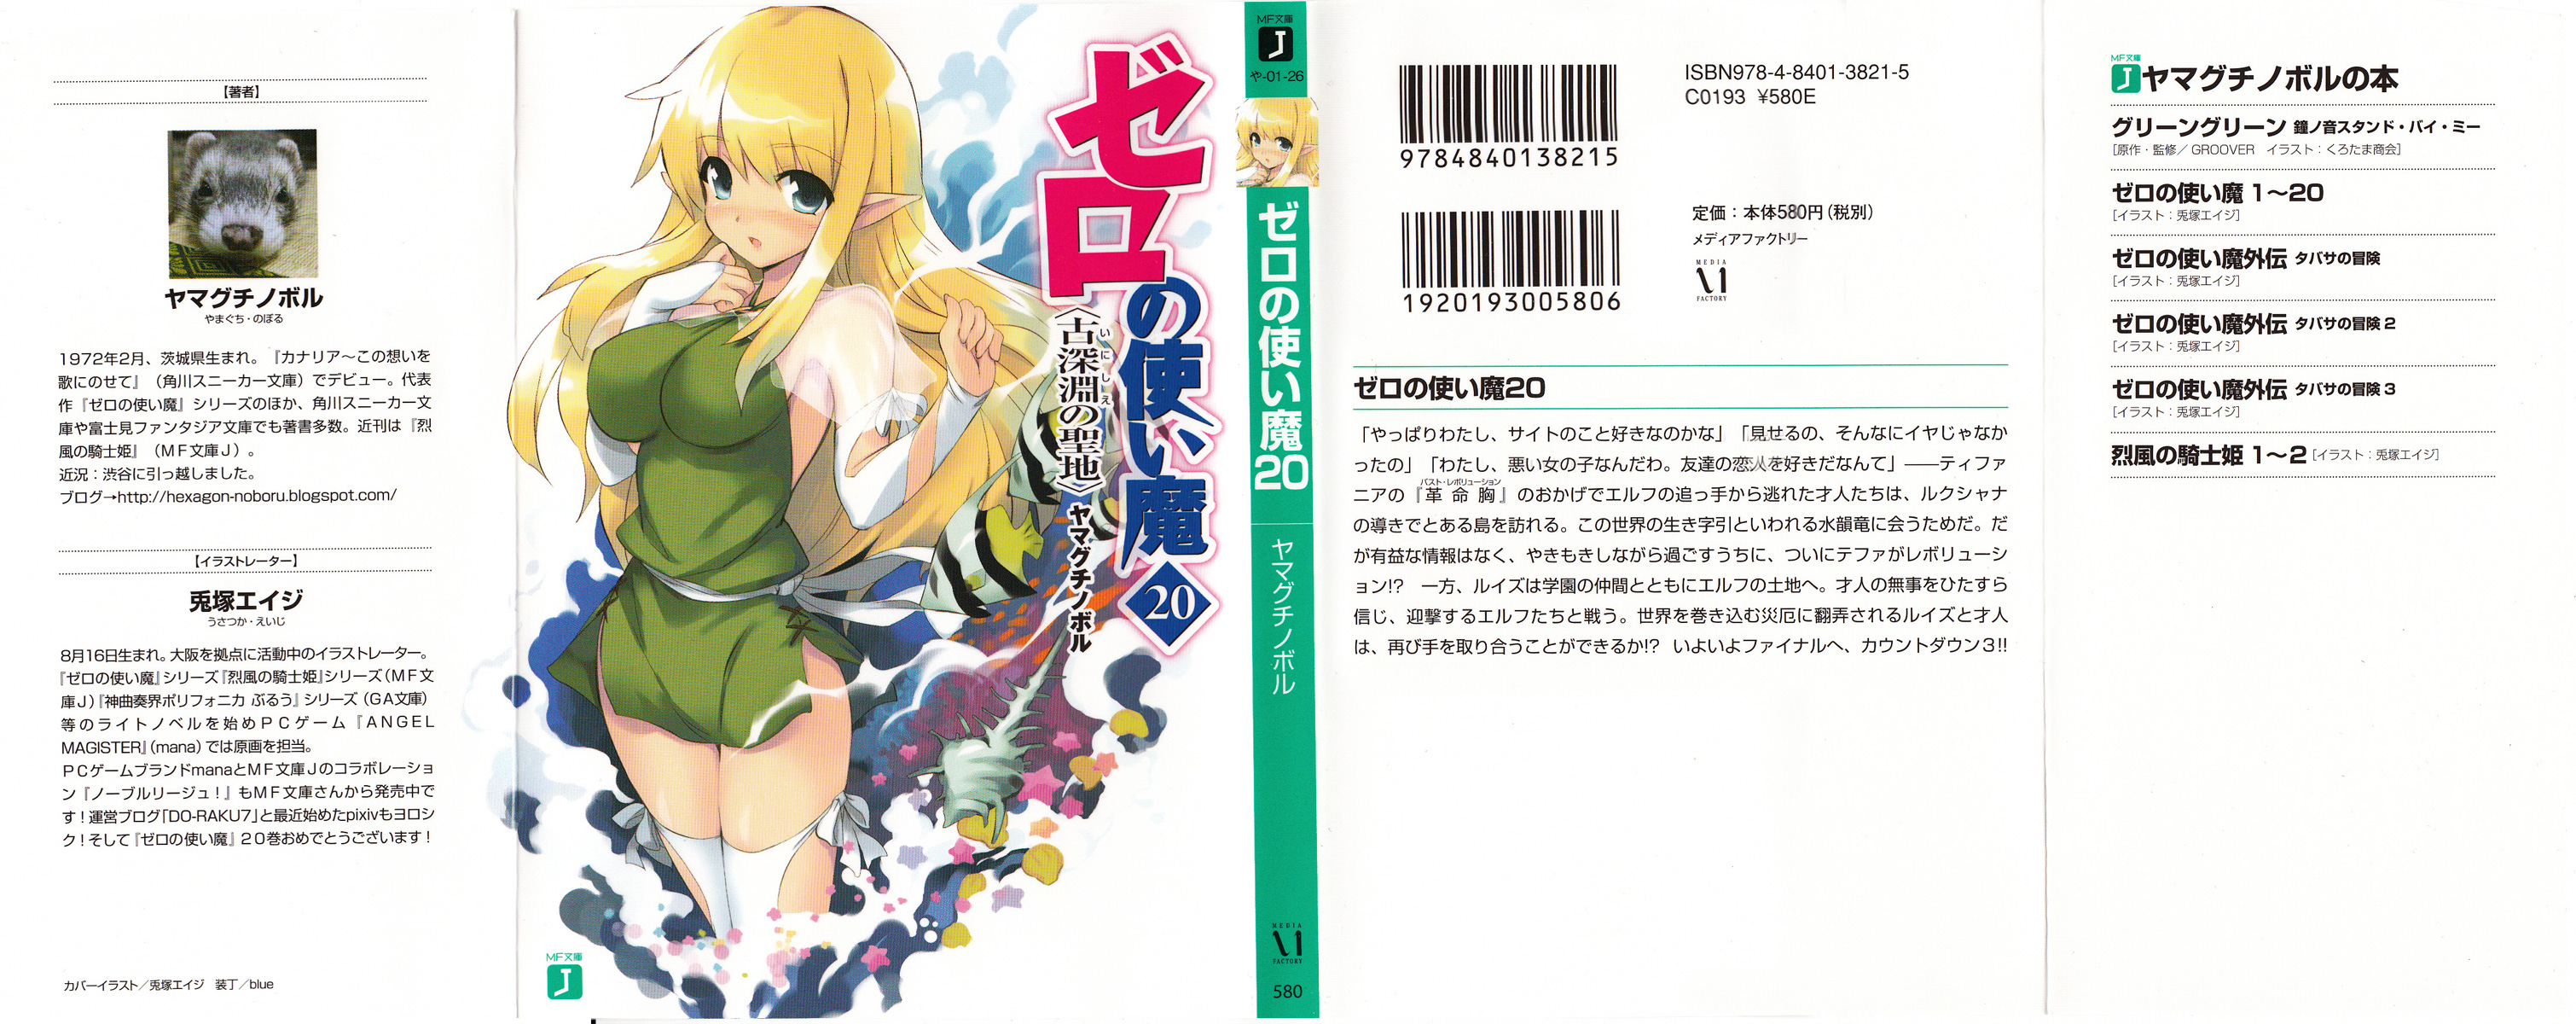 【著者】
ヤマグチノボル
やまぐち・のぼる
1972年2月、茨城県生まれ。『カナリア〜この想いを
歌にのせて』（角川スニーカー文庫）でデビュー。代表
作『ゼロの使い魔』シリーズのほか、角川スニーカー文
庫や富士見ファンタジア文庫でも著書多数。近刊は『烈
風の騎士姫』（ＭＦ文庫Ｊ）。
近況：渋谷に引っ越しました。
ブログ→http://hexagon-noboru.blogspot.com/
【イラストレーター】
兎塚エイジ
うさつか・えいじ
8月16日生まれ。大阪を拠点に活動中のイラストレーター。
『ゼロの使い魔』シリーズ『烈風の騎士姫』シリーズ（ＭＦ文
庫Ｊ）『神曲奏界ポリフォニカ ぶるう』シリーズ（GA文庫）
等のライトノベルを始めＰＣゲーム『ＡＮＧＥＬ
MAGISTER』（mana）では原画を担当。
ＰＣゲームブランドmanaとＭＦ文庫Ｊのコラボレーショ
ン『ノーブルリージュ！』もＭＦ文庫さんから発売中で
す！運営ブログ「DO-RAKU7」と最近始めたpixivもヨロシ
ク！そして『ゼロの使い魔』２０巻おめでとうございます！
カバーイラスト／兎塚エイジ　装丁／blue
ゼロの使い魔
20
〈古深淵の聖地〉
いにしえ
ヤマグチノボル
MF文庫
J
MF文庫
J
や-01-26
ゼロの使い魔20
ヤマグチノボル
MEDIA
FACTORY
580
9784840138215
1920193005806
ISBN978-4-8401-3821-5
C0193 ¥580E
定価：本体580円（税別）
メディアファクトリー
MEDIA
FACTORY
ゼロの使い魔20
「やっぱりわたし、サイトのこと好きなのかな」「見せるの、そんなにイヤじゃなか
ったの」「わたし、悪い女の子なんだわ。友達の恋人を好きだなんて」――ティファ
バスト・レボリューション
ニアの『革命胸』のおかげでエルフの追っ手から逃れた才人たちは、ルクシャナ
の導きでとある島を訪れる。この世界の生き字引といわれる水韻竜に会うためだ。だ
が有益な情報はなく、やきもきしながら過ごすうちに、ついにテファがレボリューシ
ョン!?　一方、ルイズは学園の仲間とともにエルフの土地へ。才人の無事をひたすら
信じ、迎撃するエルフたちと戦う。世界を巻き込む災厄に翻弄されるルイズと才人
は、再び手を取り合うことができるか!?　いよいよファイナルへ、カウントダウン３!!
MF文庫
J ヤマグチノボルの本
グリーングリーン 鐘ノ音スタンド・バイ・ミー
［原作・監修／GROOVER　イラスト：くろたま商会］
ゼロの使い魔 1〜20
［イラスト：兎塚エイジ］
ゼロの使い魔外伝 タバサの冒険
［イラスト：兎塚エイジ］
ゼロの使い魔外伝 タバサの冒険 2
［イラスト：兎塚エイジ］
ゼロの使い魔外伝 タバサの冒険 3
［イラスト：兎塚エイジ］
烈風の騎士姫 1〜2［イラスト：兎塚エイジ］